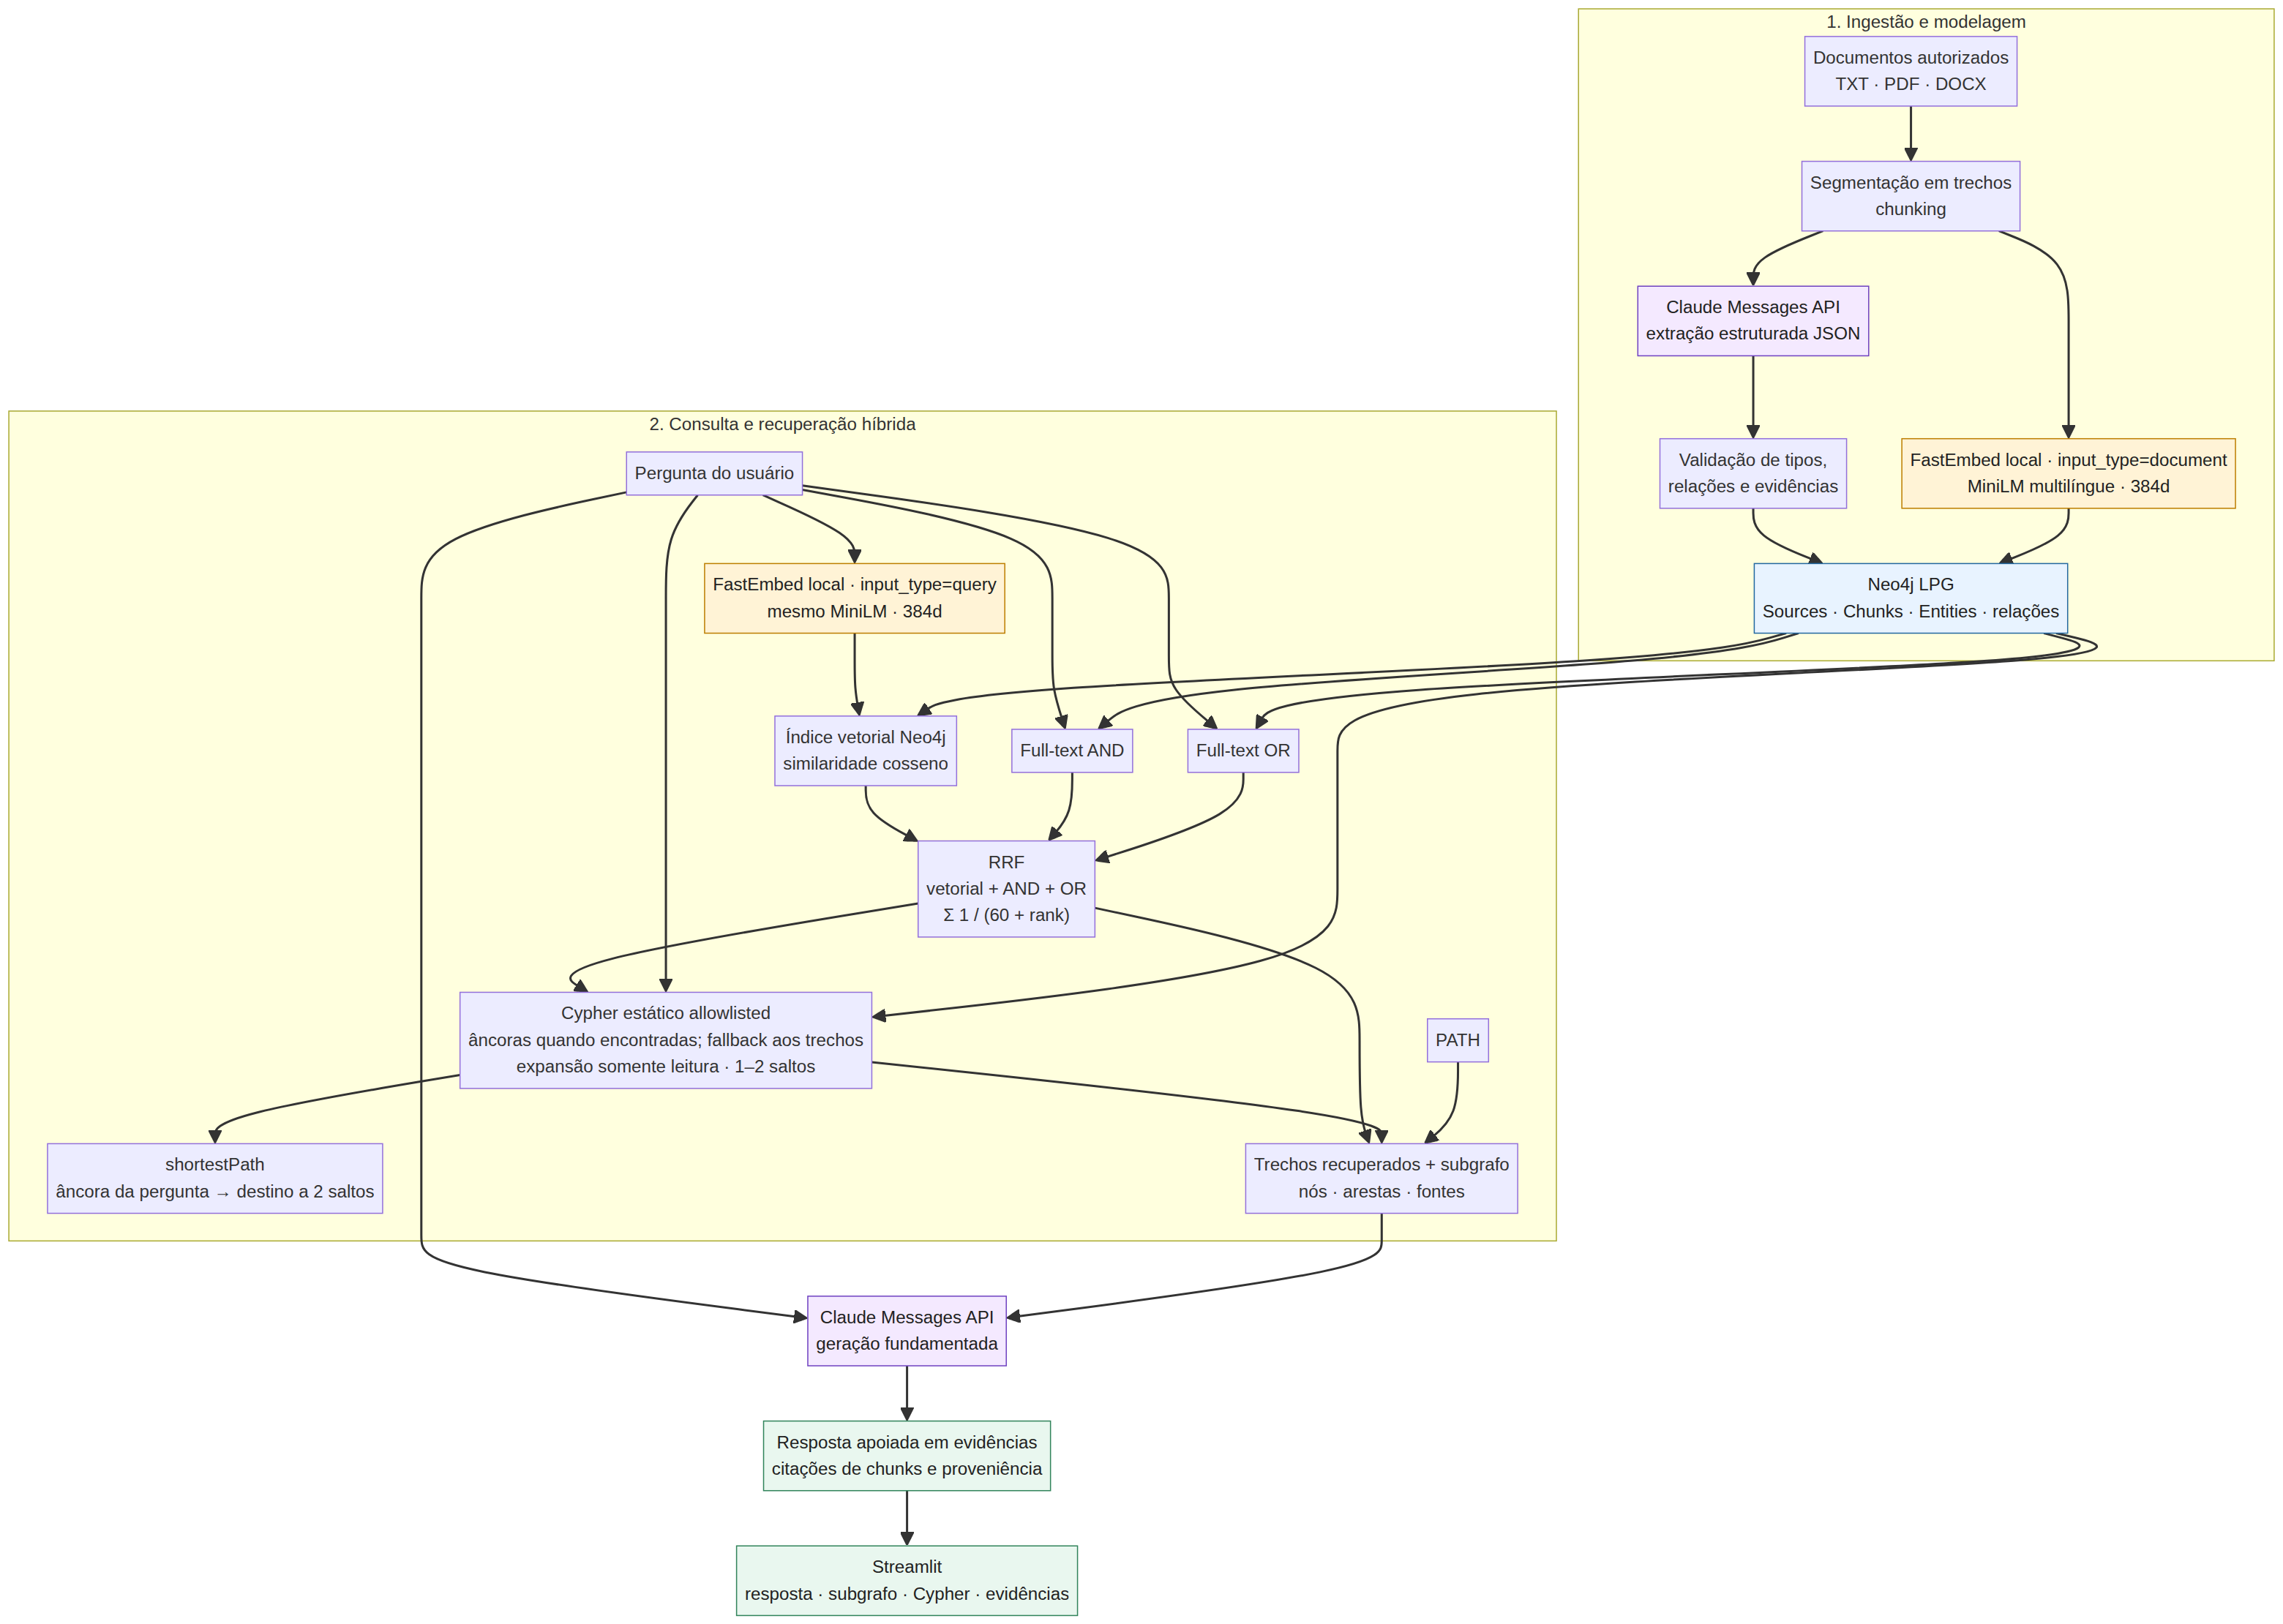 1. Ingestão e modelagem
Documentos autorizados
TXT · PDF · DOCX
Segmentação em trechos
chunking
Claude Messages API
extração estruturada JSON
Validação de tipos,
relações e evidências
FastEmbed local · input_type=document
MiniLM multilíngue · 384d
Neo4j LPG
Sources · Chunks · Entities · relações
2. Consulta e recuperação híbrida
Pergunta do usuário
FastEmbed local · input_type=query
mesmo MiniLM · 384d
Índice vetorial Neo4j
similaridade cosseno
Full-text AND
Full-text OR
RRF
vetorial + AND + OR
Σ 1 / (60 + rank)
Cypher estático allowlisted
âncoras quando encontradas; fallback aos trechos
expansão somente leitura · 1–2 saltos
PATH
shortestPath
âncora da pergunta → destino a 2 saltos
Trechos recuperados + subgrafo
nós · arestas · fontes
Claude Messages API
geração fundamentada
Resposta apoiada em evidências
citações de chunks e proveniência
Streamlit
resposta · subgrafo · Cypher · evidências